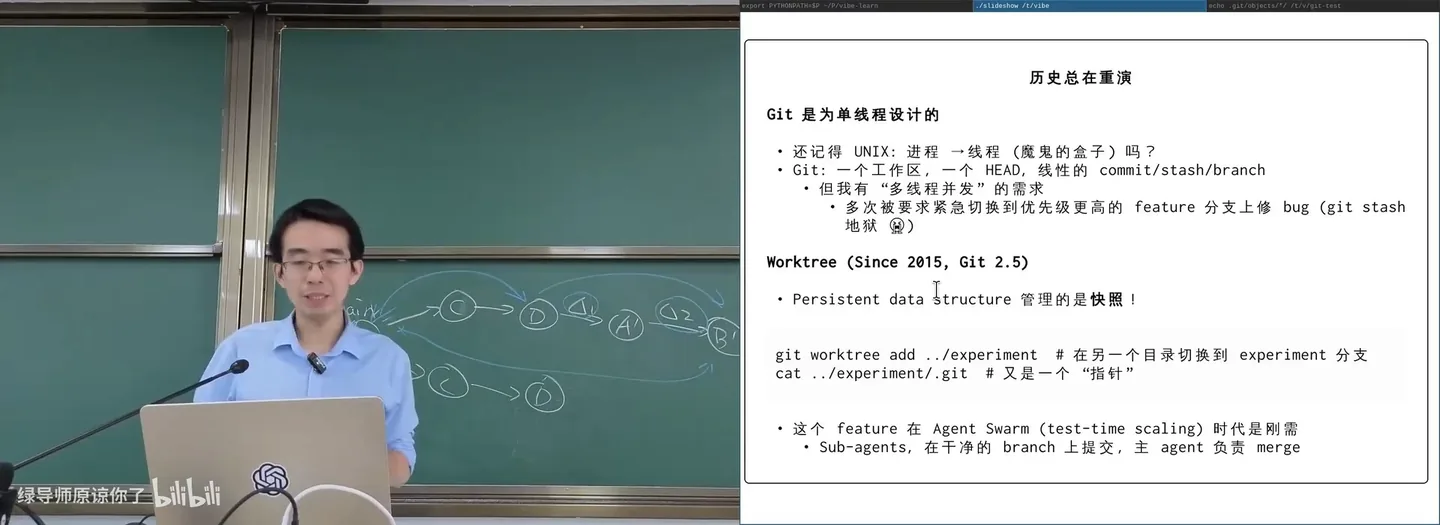 export PYTHONPATH=$P ~/P/vibe-learn
./slideshow /t/vibe
echo .git/objects/*/ /t/v/git-test
历史总在重演
Git 是为单线程设计的
• 还记得 UNIX: 进程 →线程 (魔鬼的盒子) 吗？
• Git: 一个工作区, 一个 HEAD, 线性的 commit/stash/branch
• 但我有 “多线程并发” 的需求
• 多次被要求紧急切换到优先级更高的 feature 分支上修 bug (git stash
地狱 😭)
Worktree (Since 2015, Git 2.5)
• Persistent data structure 管理的是快照！
git worktree add ../experiment # 在另一个目录切换到 experiment 分支
cat ../experiment/.git # 又是一个 “指针”
• 这个 feature 在 Agent Swarm (test-time scaling) 时代是刚需
• Sub-agents, 在干净的 branch 上提交, 主 agent 负责 merge
C D Δ1 A' Δ2 B'
C D
绿导师原谅你了 bilibili